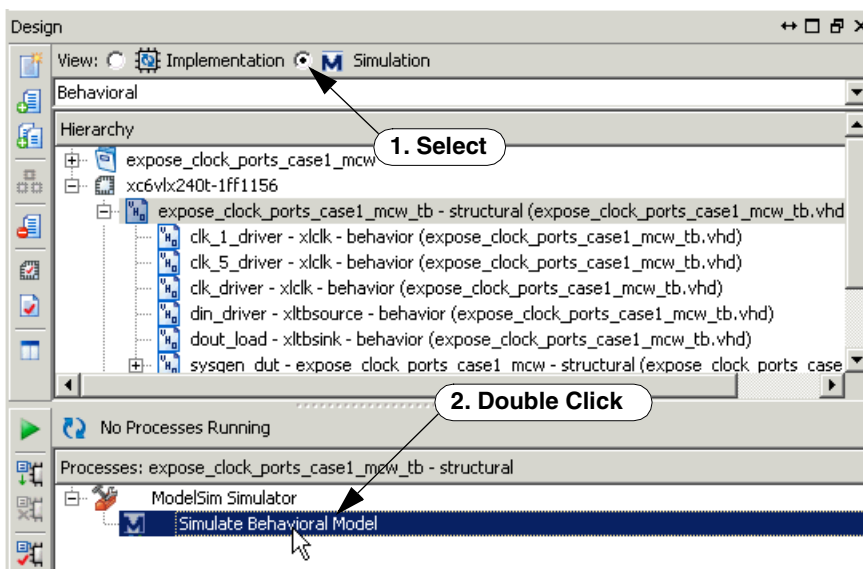 Design
View: Implementation Simulation
Behavioral
Hierarchy
1. Select
expose_clock_ports_case1_mcw
xc6vlx240t-1ff1156
expose_clock_ports_case1_mcw_tb - structural (expose_clock_ports_case1_mcw_tb.vhd
clk_1_driver - xlclk - behavior (expose_clock_ports_case1_mcw_tb.vhd)
clk_5_driver - xlclk - behavior (expose_clock_ports_case1_mcw_tb.vhd)
clk_driver - xlclk - behavior (expose_clock_ports_case1_mcw_tb.vhd)
din_driver - xltbsource - behavior (expose_clock_ports_case1_mcw_tb.vhd)
dout_load - xltbsink - behavior (expose_clock_ports_case1_mcw_tb.vhd)
sysgen_dut - expose_clock_ports_case1_mcw - structural (expose_clock_ports_case
2. Double Click
No Processes Running
Processes: expose_clock_ports_case1_mcw_tb - structural
ModelSim Simulator
Simulate Behavioral Model